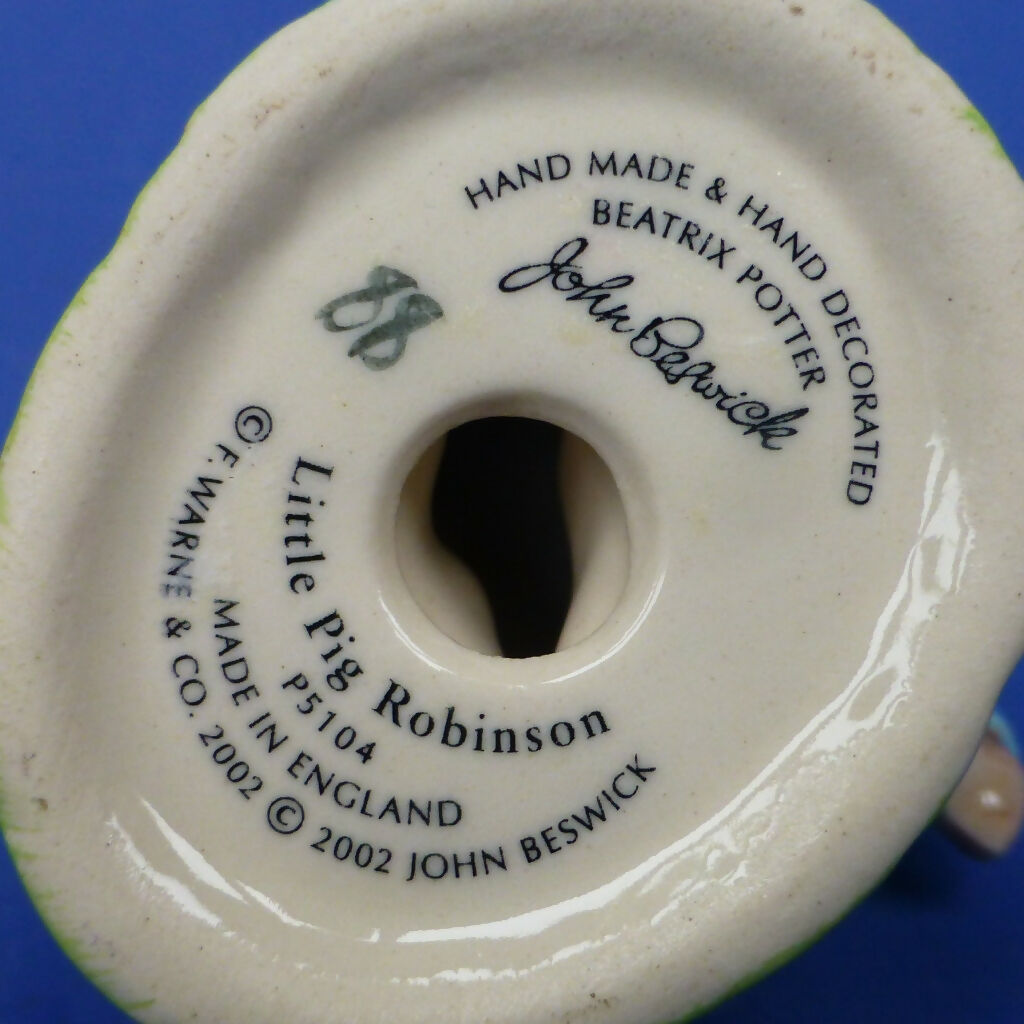 HAND MADE & HAND DECORATED
BEATRIX POTTER
John Beswick
Little Pig Robinson
P5104
MADE IN ENGLAND
© F. WARNE & CO. 2002 © 2002 JOHN BESWICK